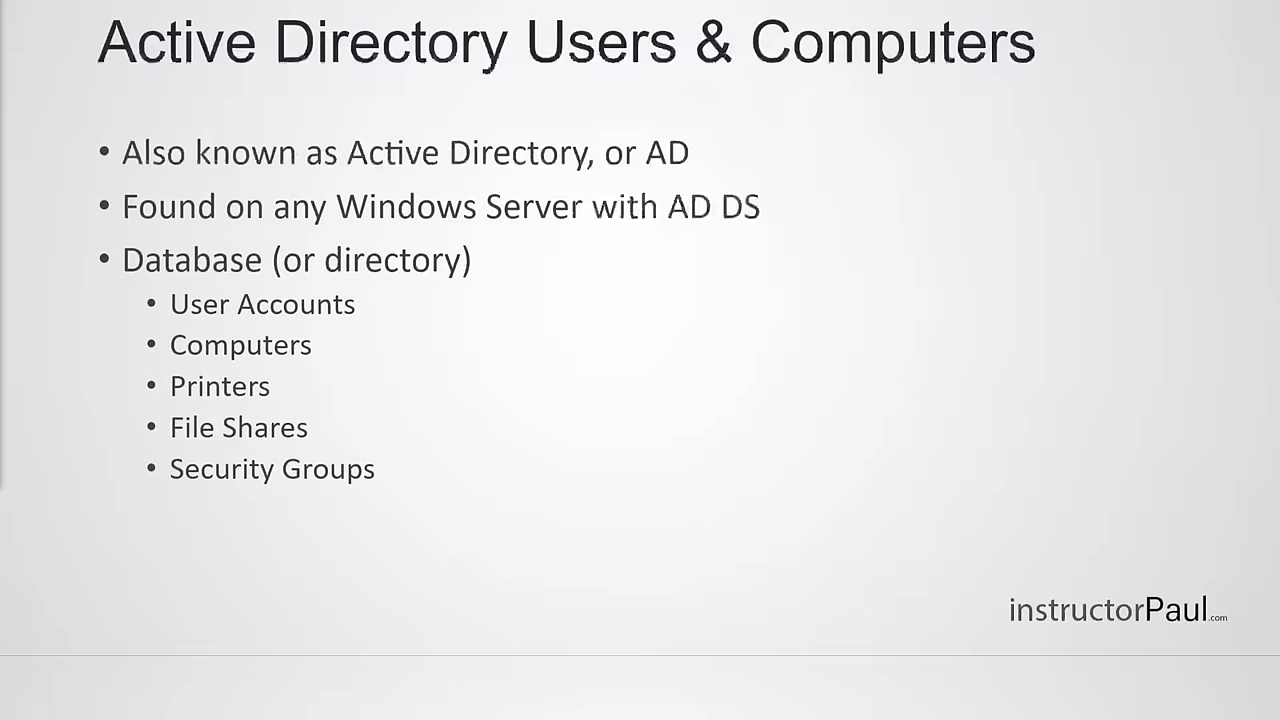 Active Directory Users & Computers
• Also known as Active Directory, or AD
• Found on any Windows Server with AD DS
• Database (or directory)
• User Accounts
• Computers
• Printers
• File Shares
• Security Groups
instructorPaul.com